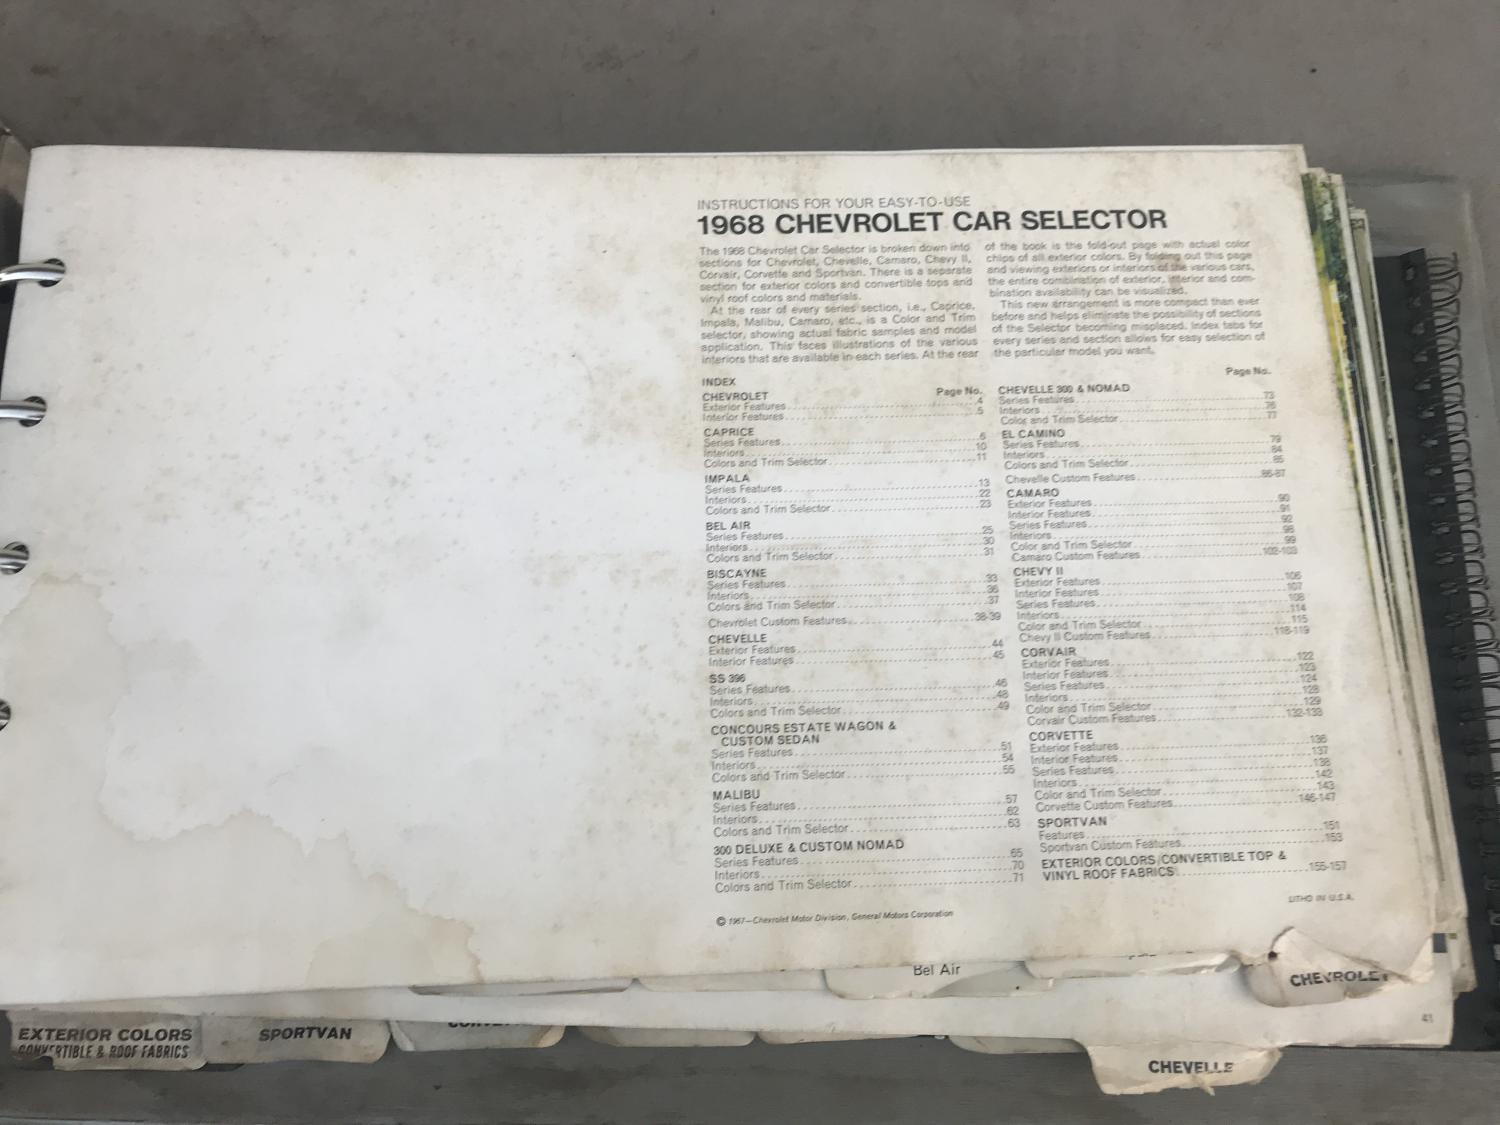 INSTRUCTIONS FOR YOUR EASY-TO-USE
1968 CHEVROLET CAR SELECTOR
The 1968 Chevrolet Car Selector is broken down into
sections for Chevrolet, Chevelle, Camaro, Chevy II,
Corvair, Corvette and Sportvan. There is a separate
section for exterior colors and convertible tops and
vinyl roof colors and materials.
At the rear of every series section, i.e., Caprice,
Impala, Malibu, Camaro, etc., is a Color and Trim
selector, showing actual fabric samples and model
application. This faces illustrations of the various
interiors that are available in each series. At the rear
of the book is the fold-out page with actual color
chips of all exterior colors. By folding out this page
and viewing exteriors or interiors of the various cars,
the entire combination of exterior, interior and com-
bination availability can be visualized.
This new arrangement is more compact than ever
before and helps eliminate the possibility of sections
of the Selector becoming misplaced. Index tabs for
every series and section allows for easy selection of
the particular model you want.
INDEX
CHEVROLET Page No.
Exterior Features 4
Interior Features 5
CAPRICE
Series Features 6
Interiors 10
Colors and Trim Selector 11
IMPALA
Series Features 13
Interiors 22
Colors and Trim Selector 23
BEL AIR
Series Features 25
Interiors 30
Colors and Trim Selector 31
BISCAYNE
Series Features 33
Interiors 36
Colors and Trim Selector 37
Chevrolet Custom Features 38-39
CHEVELLE
Exterior Features 44
Interior Features 45
SS 396
Series Features 46
Interiors 48
Colors and Trim Selector 49
CONCOURS ESTATE WAGON &
CUSTOM SEDAN
Series Features 51
Interiors 54
Colors and Trim Selector 55
MALIBU
Series Features 57
Interiors 62
Colors and Trim Selector 63
300 DELUXE & CUSTOM NOMAD
Series Features 65
Interiors 70
Colors and Trim Selector 71
Page No.
CHEVELLE 300 & NOMAD
Series Features 73
Interiors 76
Color and Trim Selector 77
EL CAMINO
Series Features 79
Interiors 84
Colors and Trim Selector 85
Chevelle Custom Features 86-87
CAMARO
Exterior Features 90
Interior Features 91
Series Features 92
Interiors 98
Color and Trim Selector 99
Camaro Custom Features 102-103
CHEVY II
Exterior Features 106
Interior Features 107
Series Features 108
Interiors 114
Color and Trim Selector 115
Chevy II Custom Features 118-119
CORVAIR
Exterior Features 122
Interior Features 123
Series Features 124
Interiors 128
Color and Trim Selector 129
Corvair Custom Features 132-133
CORVETTE
Exterior Features 136
Interior Features 137
Series Features 138
Interiors 142
Color and Trim Selector 143
Corvette Custom Features 146-147
SPORTVAN
Features 151
Sportvan Custom Features 153
EXTERIOR COLORS/CONVERTIBLE TOP &
VINYL ROOF FABRICS 155-157
© 1967—Chevrolet Motor Division, General Motors Corporation
LITHO IN U.S.A.
Bel Air
CHEVROLET
41
EXTERIOR COLORS
CONVERTIBLE & ROOF FABRICS
SPORTVAN
CHEVELLE